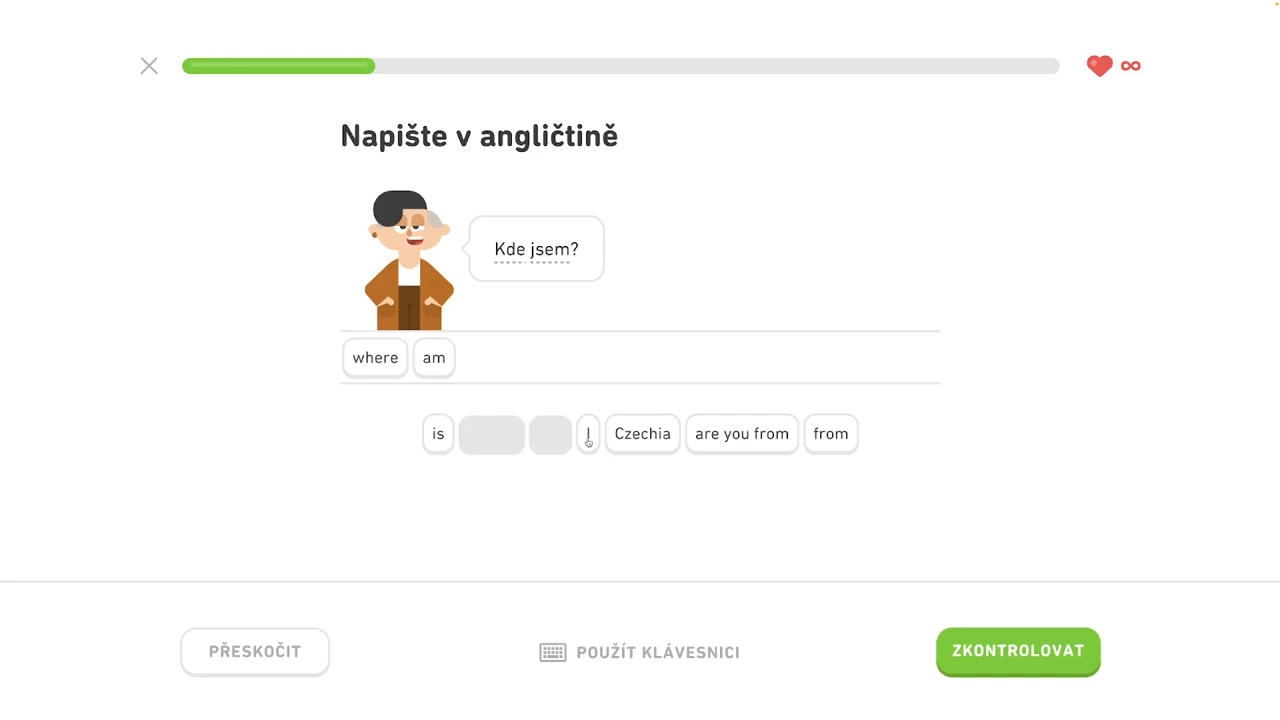 Napište v angličtině
Kde jsem?
where am
is I Czechia are you from from
PŘESKOČIT POUŽÍT KLÁVESNICI ZKONTROLOVAT